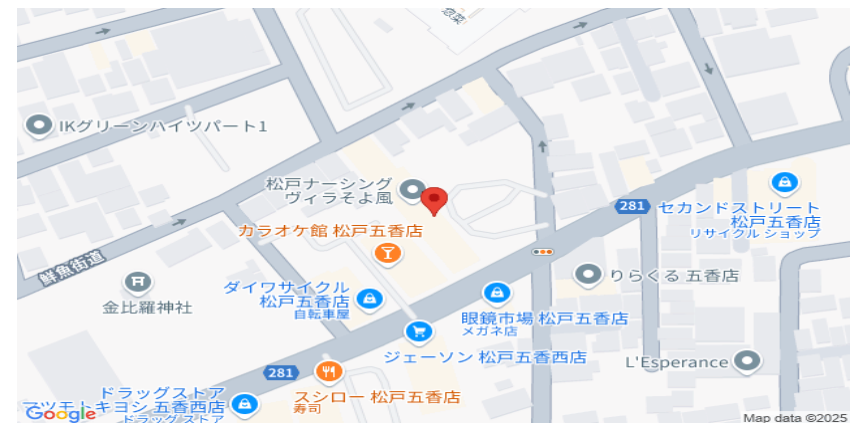 惣菜
IKグリーンハイツパート1
松戸ナーシング
ヴィラそよ風
281
セカンドストリート
松戸五香店
リサイクル ショップ
カラオケ館 松戸五香店
鮮魚街道
金比羅神社
ダイワサイクル
松戸五香店
自転車屋
りらくる 五香店
眼鏡市場 松戸五香店
メガネ店
ジェーソン 松戸五香西店
L'Esperance
281
スシロー 松戸五香店
寿司
ドラッグストア
マツモトキヨシ 五香西店
ドラッグ ストア
Google
Map data ©2025